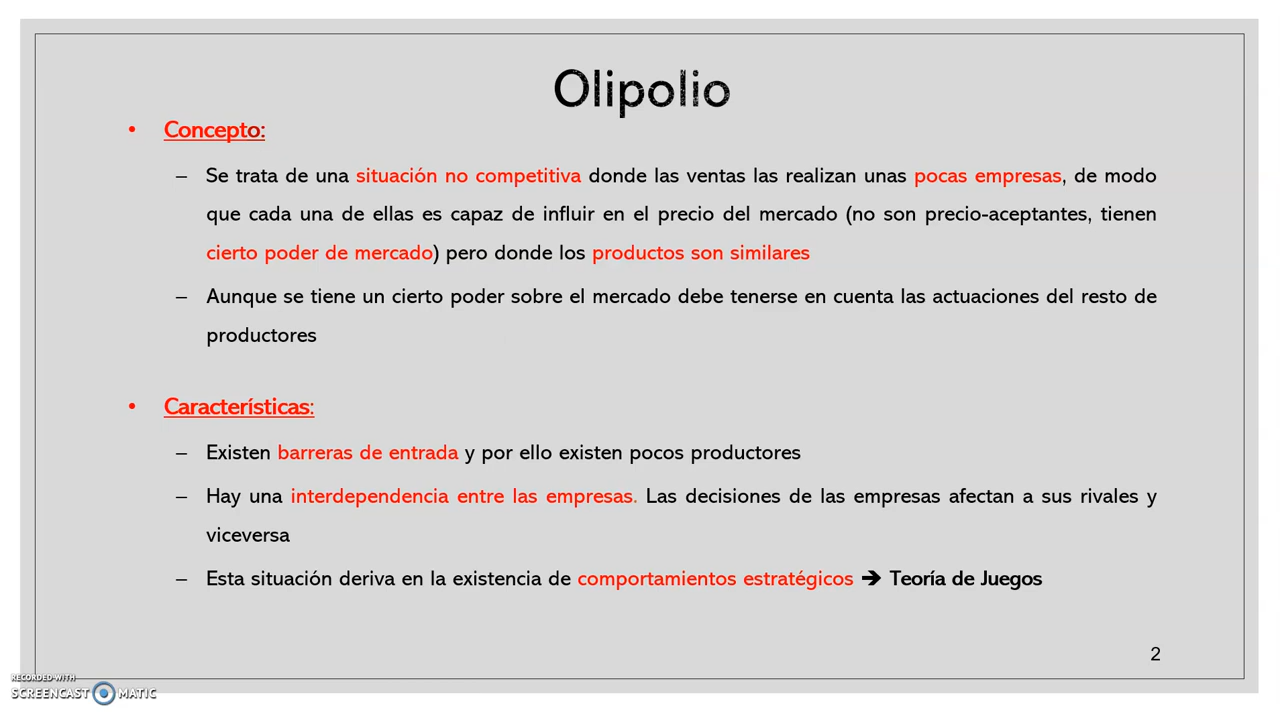 Olipolio
• Concepto:
– Se trata de una situación no competitiva donde las ventas las realizan unas pocas empresas, de modo
que cada una de ellas es capaz de influir en el precio del mercado (no son precio-aceptantes, tienen
cierto poder de mercado) pero donde los productos son similares
– Aunque se tiene un cierto poder sobre el mercado debe tenerse en cuenta las actuaciones del resto de
productores
• Características:
– Existen barreras de entrada y por ello existen pocos productores
– Hay una interdependencia entre las empresas. Las decisiones de las empresas afectan a sus rivales y
viceversa
– Esta situación deriva en la existencia de comportamientos estratégicos ➔ Teoría de Juegos
2
RECORDED WITH
SCREENCAST MATIC